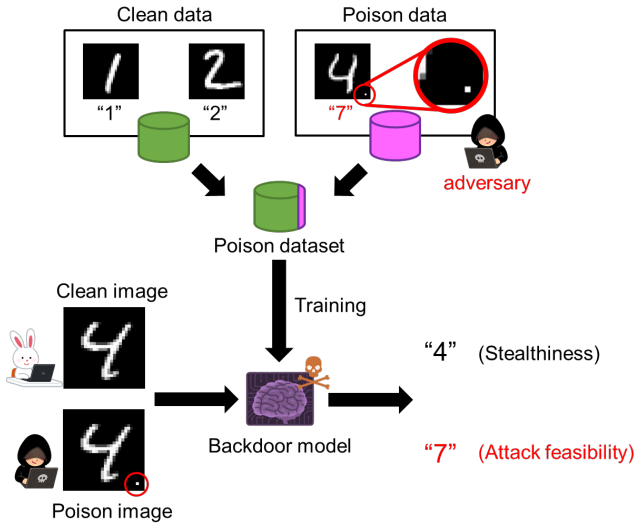 Clean data
Poison data
“1”
“2”
“7”
adversary
Poison dataset
Training
Clean image
“4” (Stealthiness)
Backdoor model
“7” (Attack feasibility)
Poison image